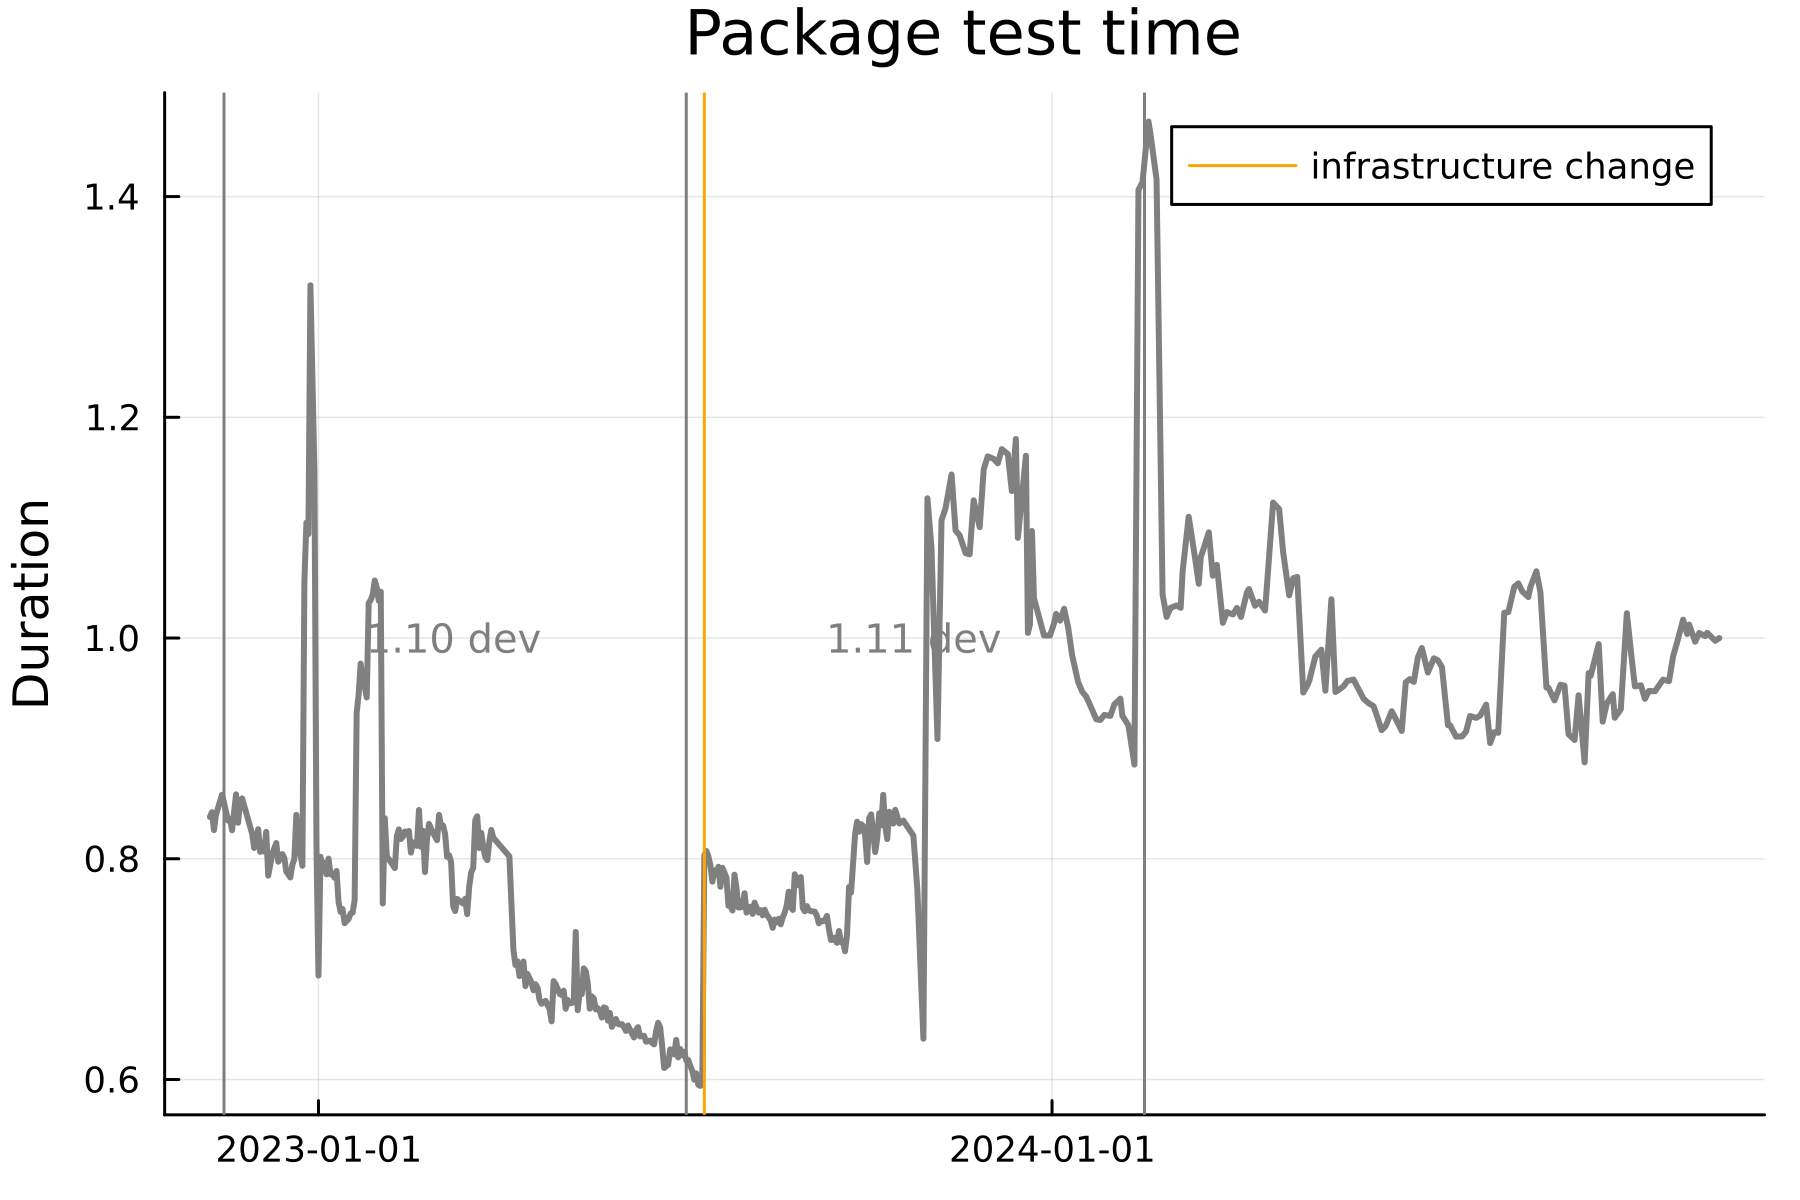 Package test time
infrastructure change
Duration
1.4
1.2
1.0
0.8
0.6
1.10 dev
1.11 dev
2023-01-01
2024-01-01